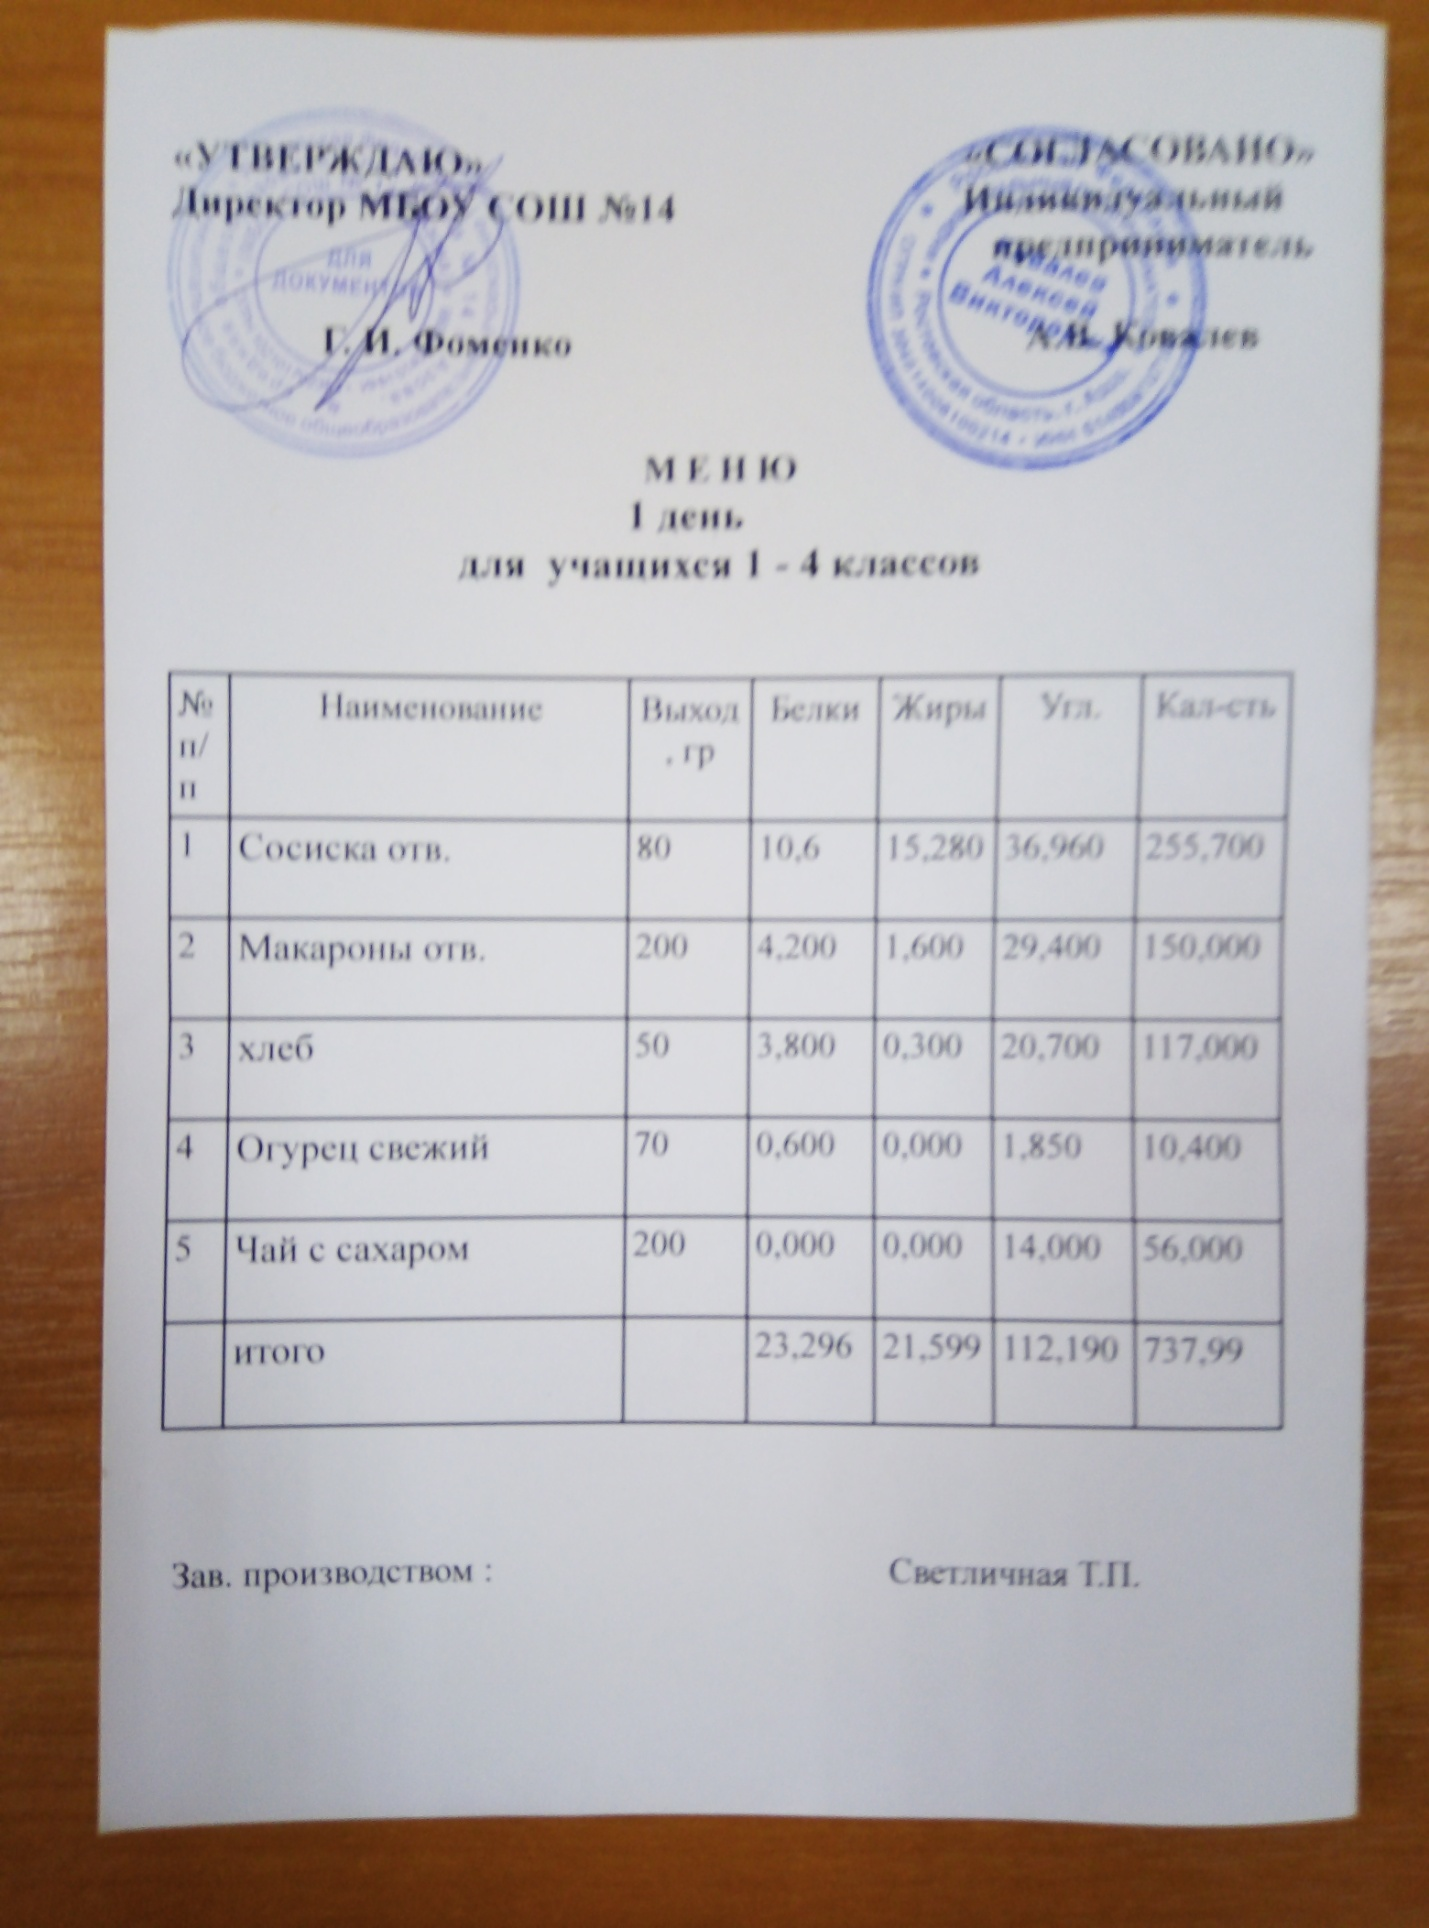 «УТВЕРЖДАЮ»
Директор МБОУ СОШ №14
Г. И. Фоменко
ДЛЯ
ДОКУМЕНТОВ
«СОГЛАСОВАНО»
Индивидуальный
предприниматель
А.В. Ковалев
Ковалев
Алексей
Викторович
М Е Н Ю
1 день
для учащихся 1 - 4 классов
№ п/п Наименование Выход, гр Белки Жиры Угл. Кал-сть
1 Сосиска отв. 80 10,6 15,280 36,960 255,700
2 Макароны отв. 200 4,200 1,600 29,400 150,000
3 хлеб 50 3,800 0,300 20,700 117,000
4 Огурец свежий 70 0,600 0,000 1,850 10,400
5 Чай с сахаром 200 0,000 0,000 14,000 56,000
итого 23,296 21,599 112,190 737,99
Зав. производством : Светличная Т.П.